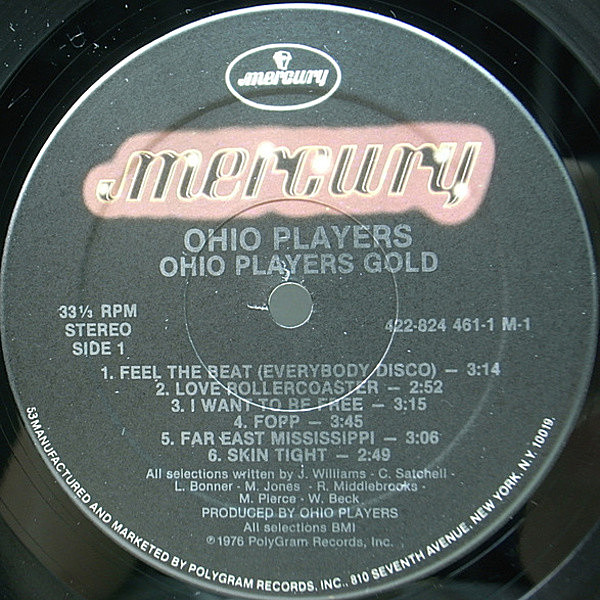 mercury
mercury
OHIO PLAYERS
OHIO PLAYERS GOLD
33⅓ RPM
STEREO
SIDE 1
422-824 461-1 M-1
1. FEEL THE BEAT (EVERYBODY DISCO) – 3:14
2. LOVE ROLLERCOASTER – 2:52
3. I WANT TO BE FREE – 3:15
4. FOPP – 3:45
5. FAR EAST MISSISSIPPI – 3:06
6. SKIN TIGHT – 2:49
All selections written by J. Williams - C. Satchell -
L. Bonner - M. Jones - R. Middlebrooks -
M. Pierce - W. Beck
PRODUCED BY OHIO PLAYERS
All selections BMI
℗1976 PolyGram Records, Inc.
53 MANUFACTURED AND MARKETED BY POLYGRAM RECORDS, INC., 810 SEVENTH AVENUE, NEW YORK, N.Y. 10019.